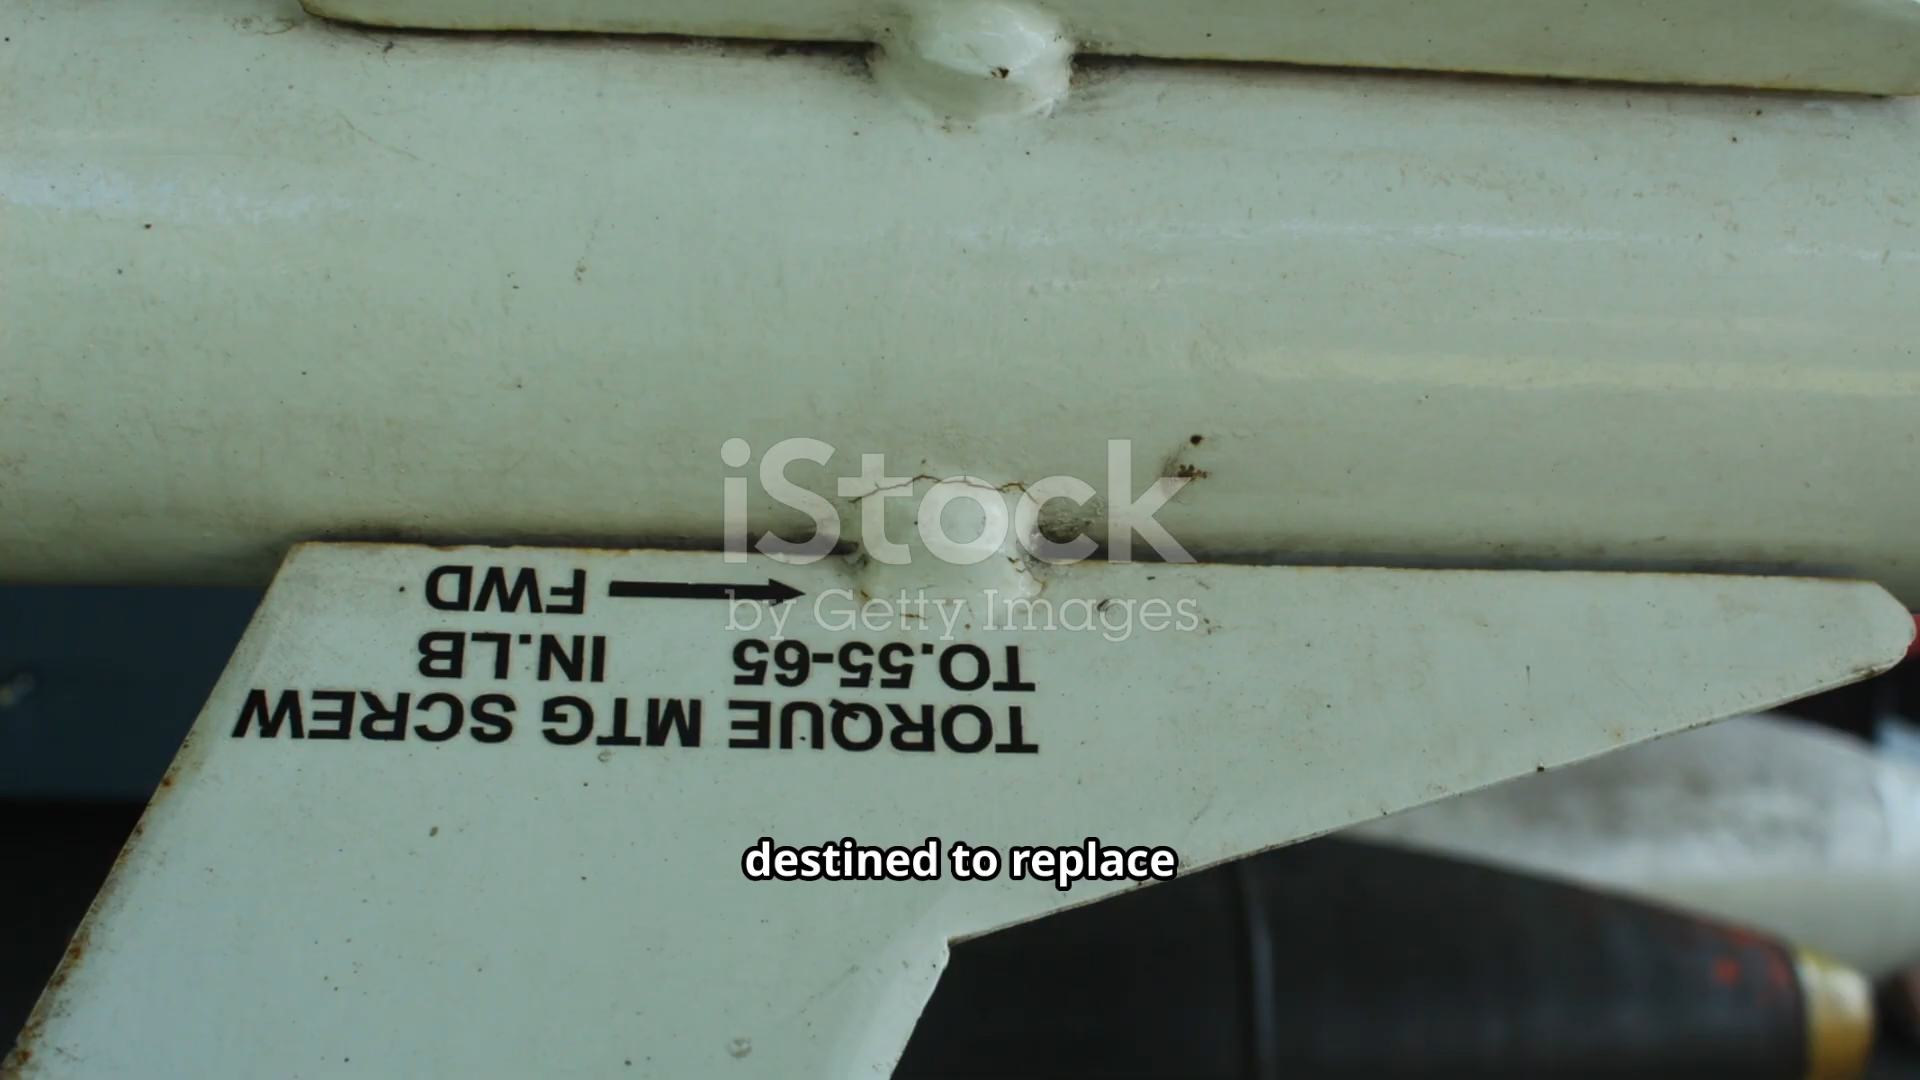 iStock
by Getty Images
TORQUE MTG SCREW
TO.55-65 IN.LB
FWD
destined to replace